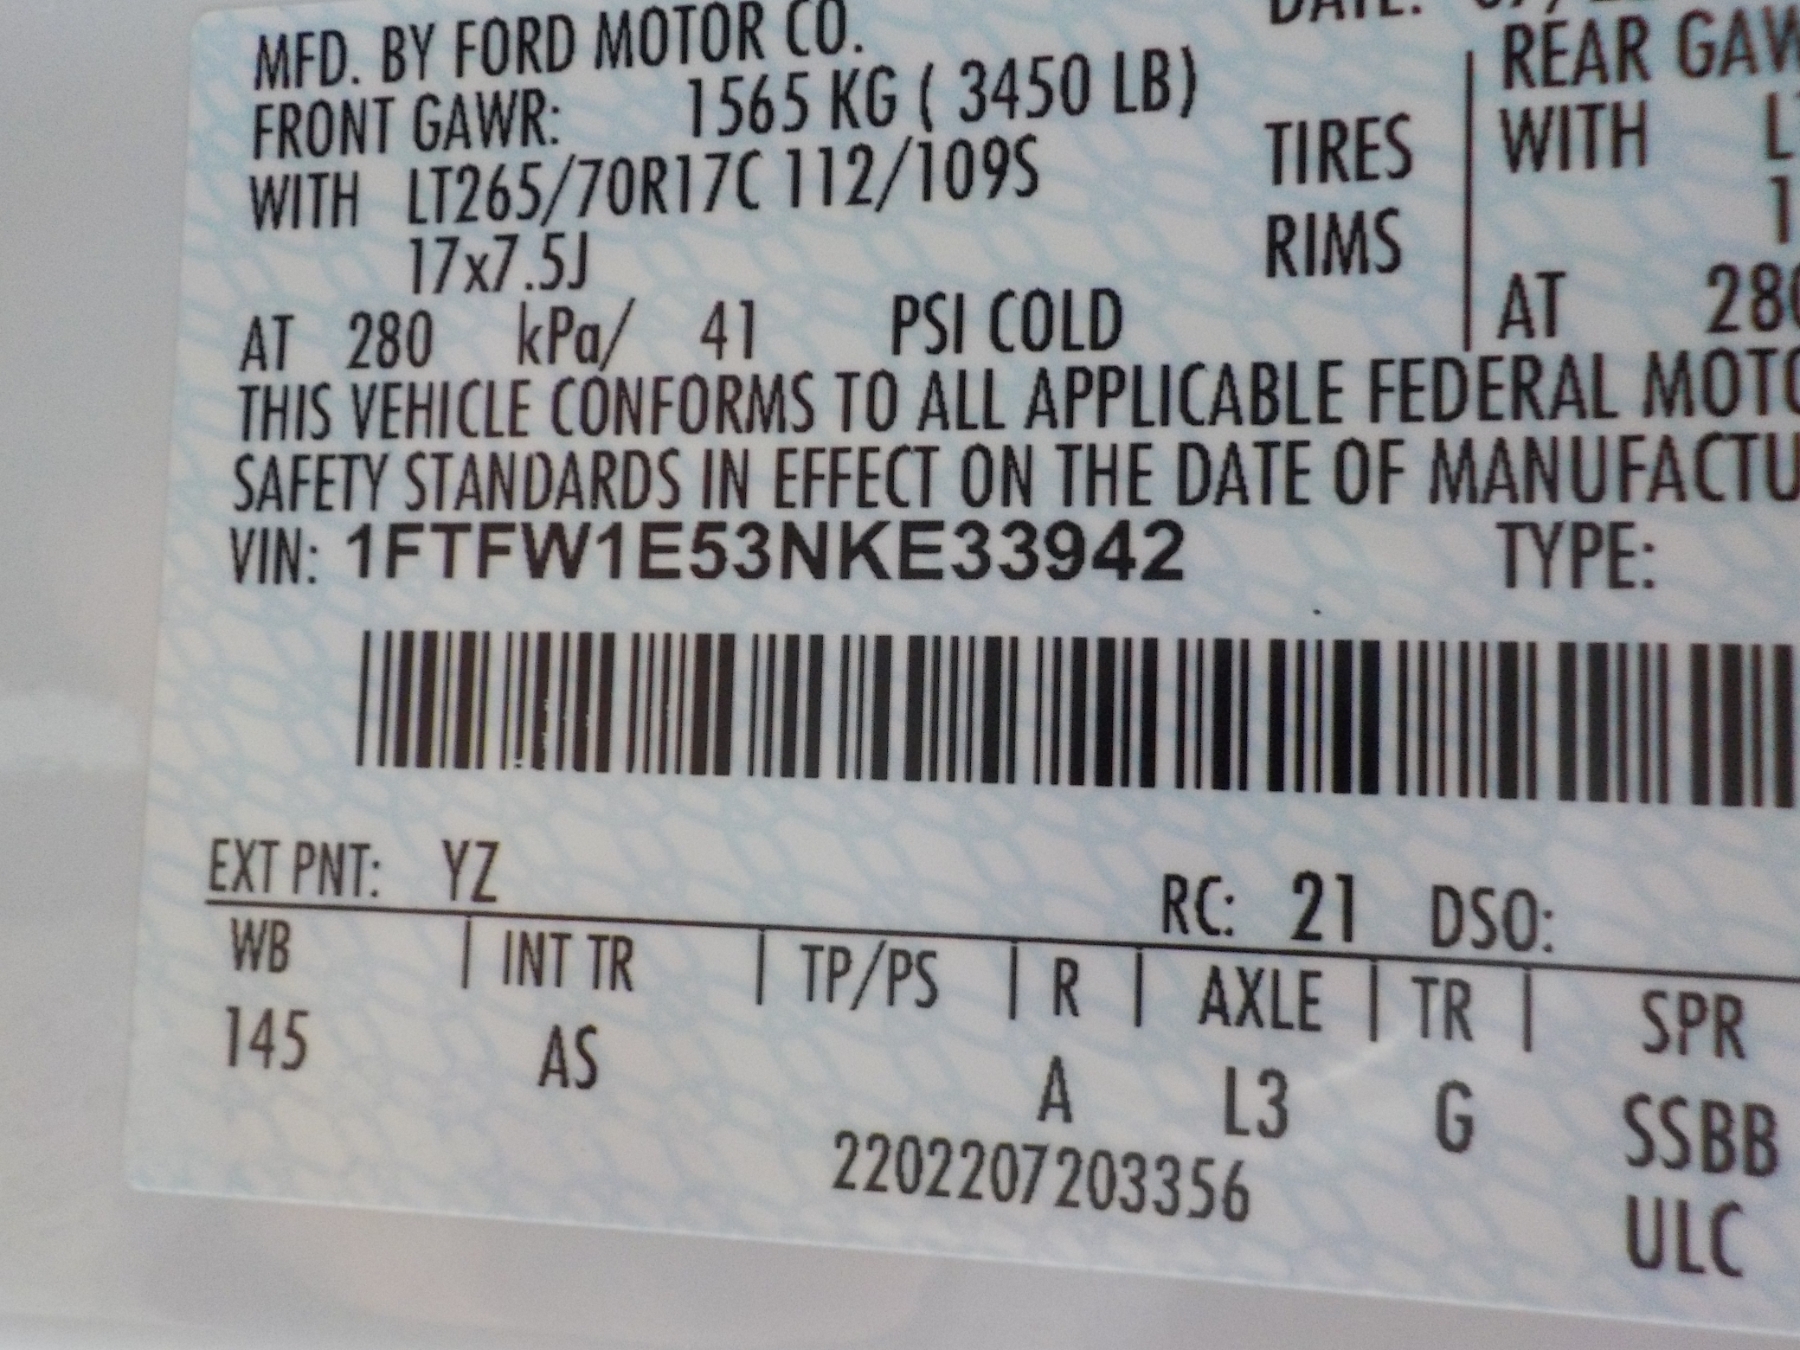 MFD. BY FORD MOTOR CO. DATE:
FRONT GAWR: 1565 KG ( 3450 LB) REAR
WITH LT265/70R17C 112/109S TIRES WITH
17x7.5J RIMS
AT 280 kPa/ 41 PSI COLD AT 280
THIS VEHICLE CONFORMS TO ALL APPLICABLE FEDERAL
SAFETY STANDARDS IN EFFECT ON THE DATE OF
VIN: 1FTFW1E53NKE33942 TYPE:
EXT PNT: YZ RC: 21 DSO:
WB | INT TR | TP/PS | R | AXLE | TR | SPR
145 AS A L3 G SSBB
2202207203356 ULC